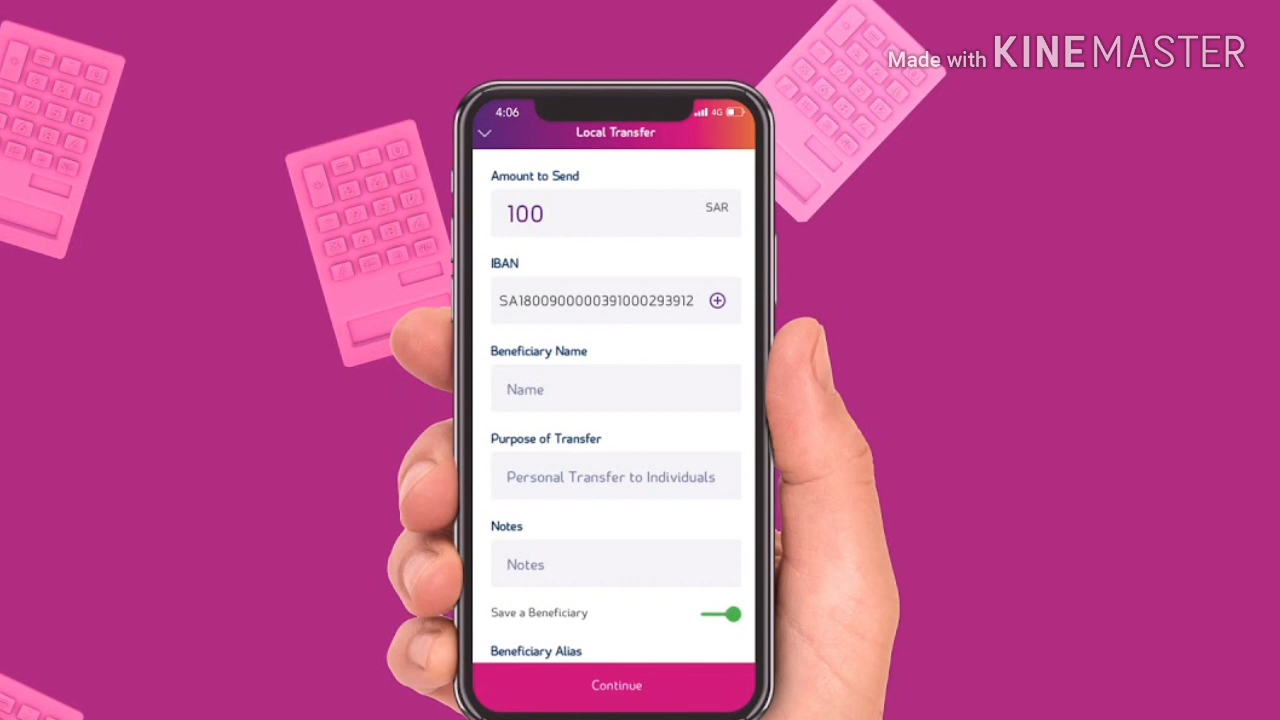 Made with KINEMASTER
4:06
4G
Local Transfer
Amount to Send
100
SAR
IBAN
SA1800900000391000293912
Beneficiary Name
Name
Purpose of Transfer
Personal Transfer to Individuals
Notes
Notes
Save a Beneficiary
Beneficiary Alias
Continue